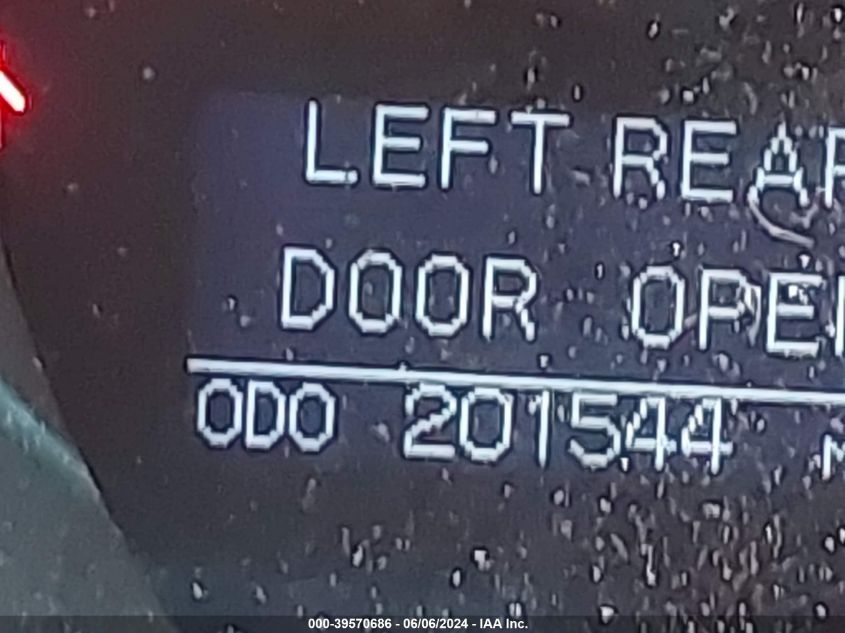 LEFT REAR
DOOR OPEN
ODO 201544 M
000-39570686 - 06/06/2024 - IAA Inc.